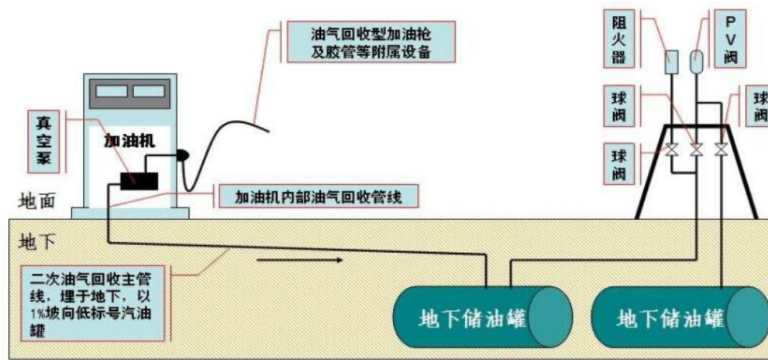 油气回收型加油枪
及胶管等附属设备
阻
火
器
P
V
阀
真
空
泵
加油机
球
阀
球
阀
球
阀
加油机内部油气回收管线
地面
地下
二次油气回收主管
线，埋于地下，以
1%坡向低标号汽油
罐
地下储油罐
地下储油罐